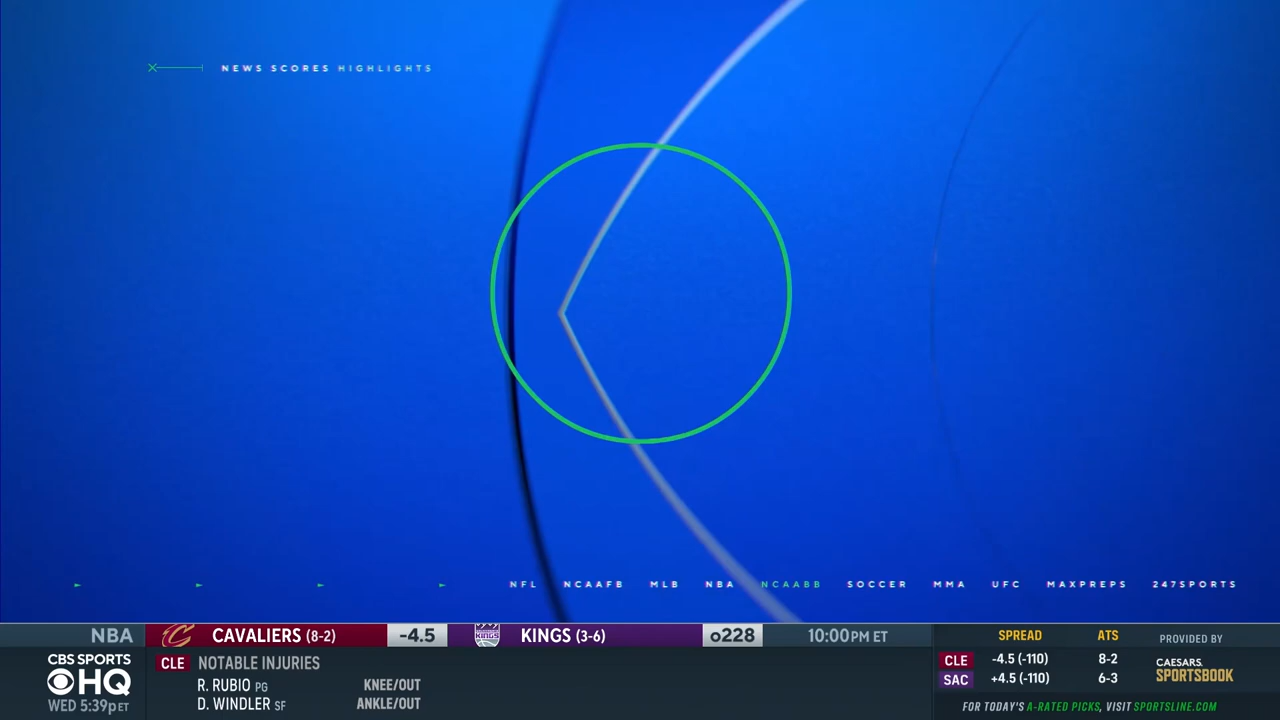 NEWS SCORES HIGHLIGHTS
NFL NCAAFB MLB NBA NCAABB SOCCER MMA UFC MAXPREPS 247SPORTS
NBA CAVALIERS (8-2) -4.5 KINGS (3-6) o228 10:00PM ET
CBS SPORTS
HQ
WED 5:39pET
CLE NOTABLE INJURIES
R. RUBIO PG KNEE/OUT
D. WINDLER SF ANKLE/OUT
SPREAD ATS
CLE -4.5 (-110) 8-2
SAC +4.5 (-110) 6-3
PROVIDED BY
CAESARS
SPORTSBOOK
FOR TODAY'S A-RATED PICKS, VISIT SPORTSLINE.COM